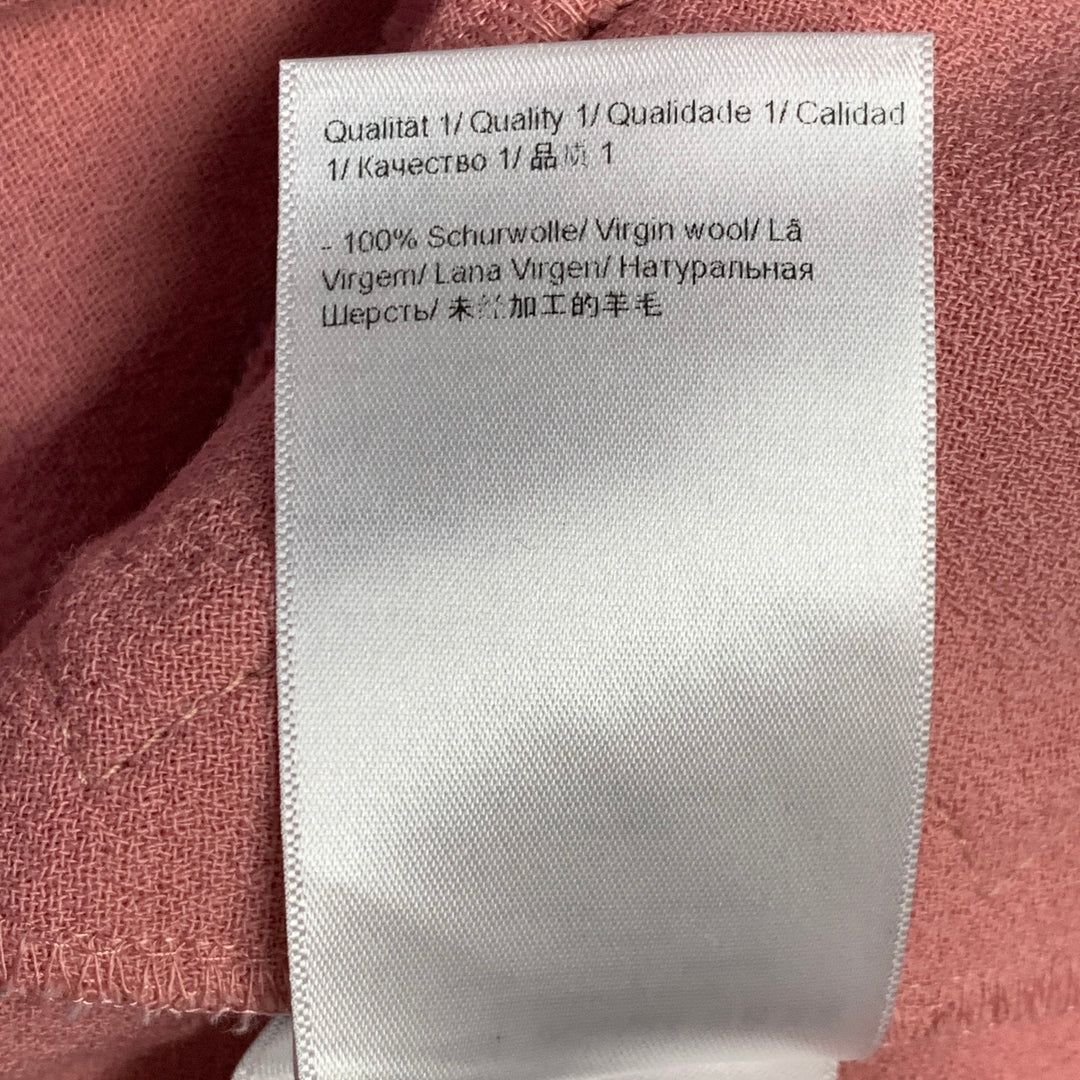 Qualität 1/ Quality 1/ Qualidade 1/ Calidad
1/ Качество 1/ 品质 1
- 100% Schurwolle/ Virgin wool/ Lã
Virgem/ Lana Virgen/ Натуральная
Шерсть/ 未经加工的羊毛